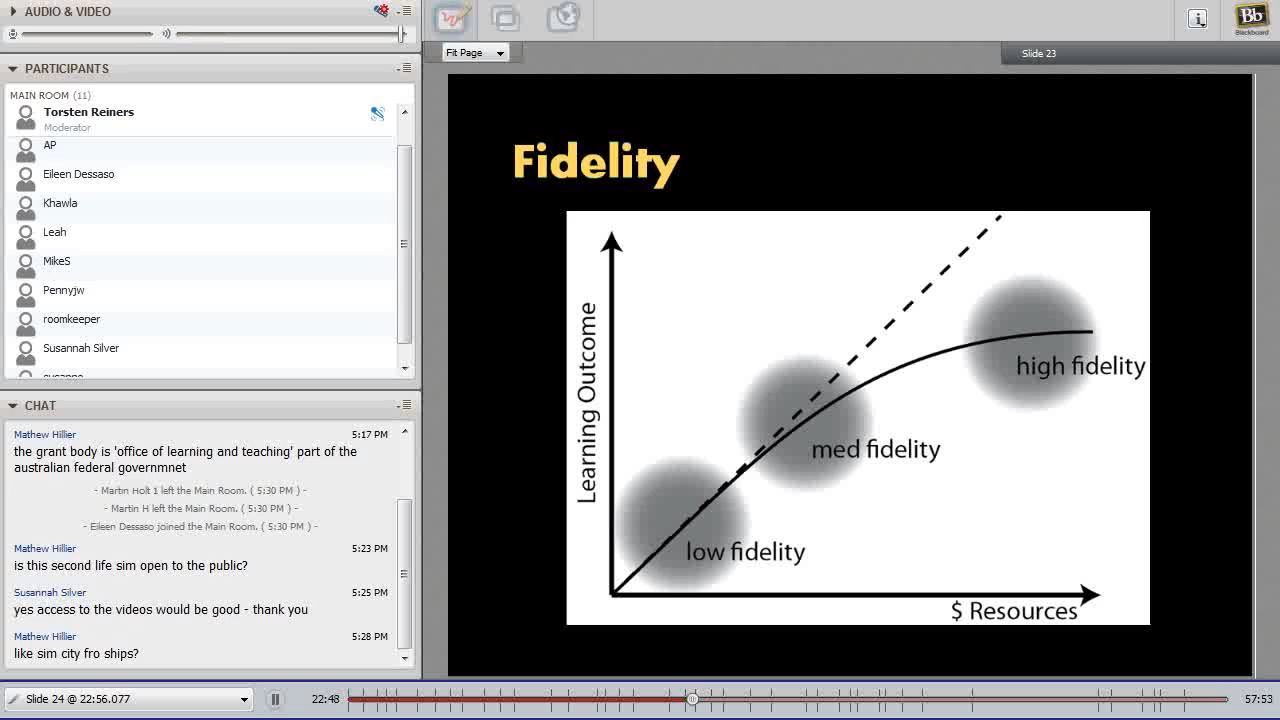 AUDIO & VIDEO
PARTICIPANTS
MAIN ROOM (11)
Torsten Reiners
Moderator
AP
Eileen Dessaso
Khawla
Leah
MikeS
Pennyjw
roomkeeper
Susannah Silver
CHAT
Mathew Hillier 5:17 PM
the grant body is 'office of learning and teaching' part of the
australian federal governmnet
- Martin Holt 1 left the Main Room. ( 5:30 PM ) -
- Martin H left the Main Room. ( 5:30 PM ) -
- Eileen Dessaso joined the Main Room. ( 5:30 PM ) -
Mathew Hillier 5:23 PM
is this second lfe sim open to the public?
Susannah Silver 5:25 PM
yes access to the videos would be good - thank you
Mathew Hillier 5:28 PM
like sim city fro ships?
Fit Page
Slide 23
Bb
Blackboard
Fidelity
Learning Outcome
high fidelity
med fidelity
low fidelity
$ Resources
Slide 24 @ 22:56.077
22:48
57:53